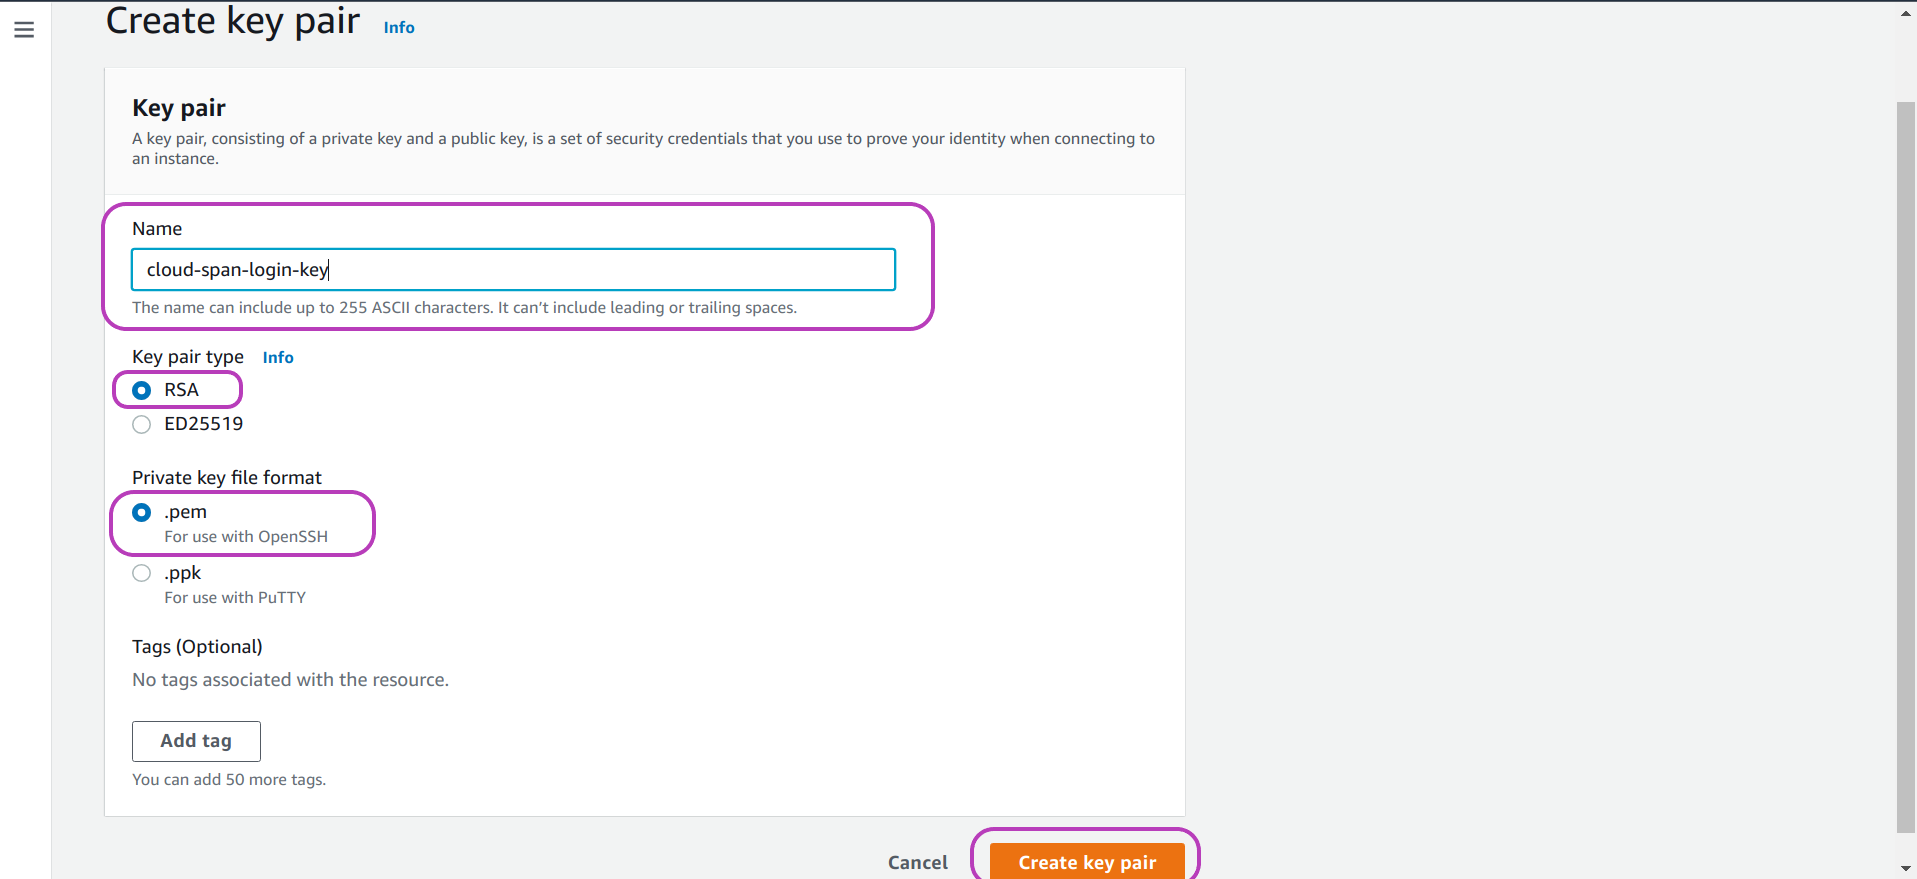 Create key pair Info
Key pair
A key pair, consisting of a private key and a public key, is a set of security credentials that you use to prove your identity when connecting to
an instance.
Name
cloud-span-login-key
The name can include up to 255 ASCII characters. It can't include leading or trailing spaces.
Key pair type Info
RSA
ED25519
Private key file format
.pem
For use with OpenSSH
.ppk
For use with PuTTY
Tags (Optional)
No tags associated with the resource.
Add tag
You can add 50 more tags.
Cancel Create key pair